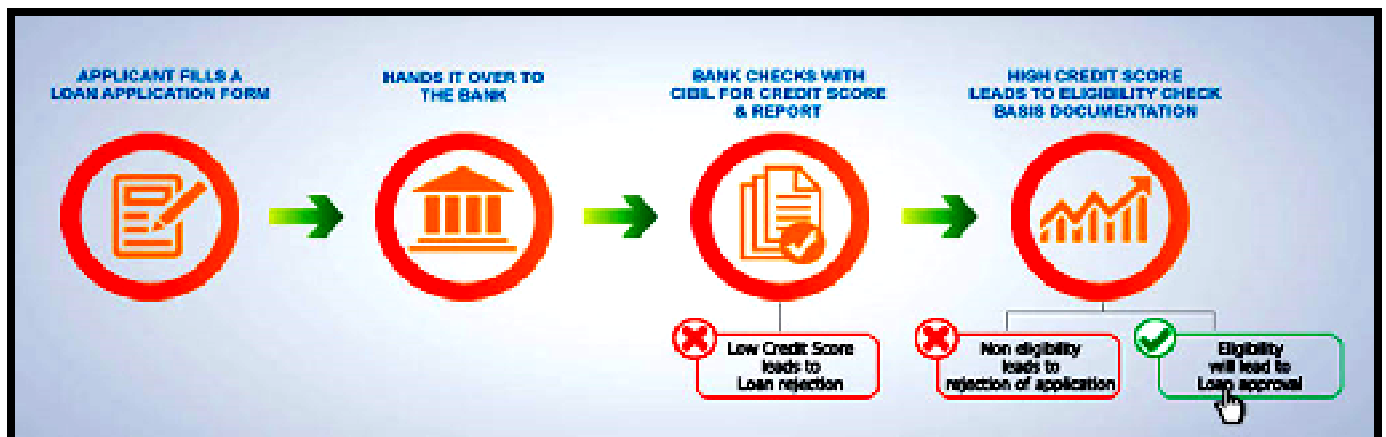 APPLICANT FILLS A
LOAN APPLICATION FORM
HANDS IT OVER TO
THE BANK
BANK CHECKS WITH
CIBIL FOR CREDIT SCORE
& REPORT
HIGH CREDIT SCORE
LEADS TO ELIGIBILITY CHECK
BASIS DOCUMENTATION
Low Credit Score
leads to
Loan rejection
Non eligibility
leads to
rejection of application
Eligibility
will lead to
Loan approval